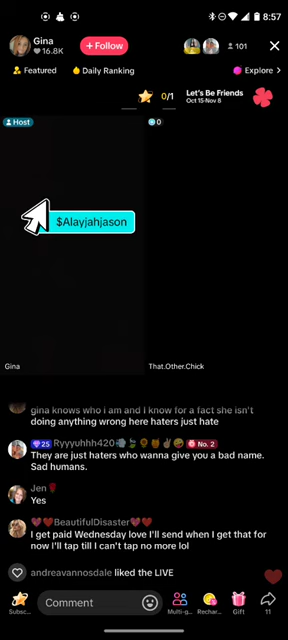 8:57
Gina
16.8K
+ Follow
101
Featured
Daily Ranking
Explore >
0/1
Let's Be Friends
Oct 15-Nov 8
Host
0
$Alayjahjason
Gina
That.Other.Chick
gina knows who i am and i know for a fact she isn't
doing anything wrong here haters just hate
25 Ryyyuhhh420 No. 2
They are just haters who wanna give you a bad name.
Sad humans.
Jen
Yes
BeautifulDisaster
I get paid Wednesday love I'll send when I get that for
now I'll tap till I can't tap no more lol
andreavannosdale liked the LIVE
Subsc...
Comment
Multi-g...
Rechar...
Gift
11